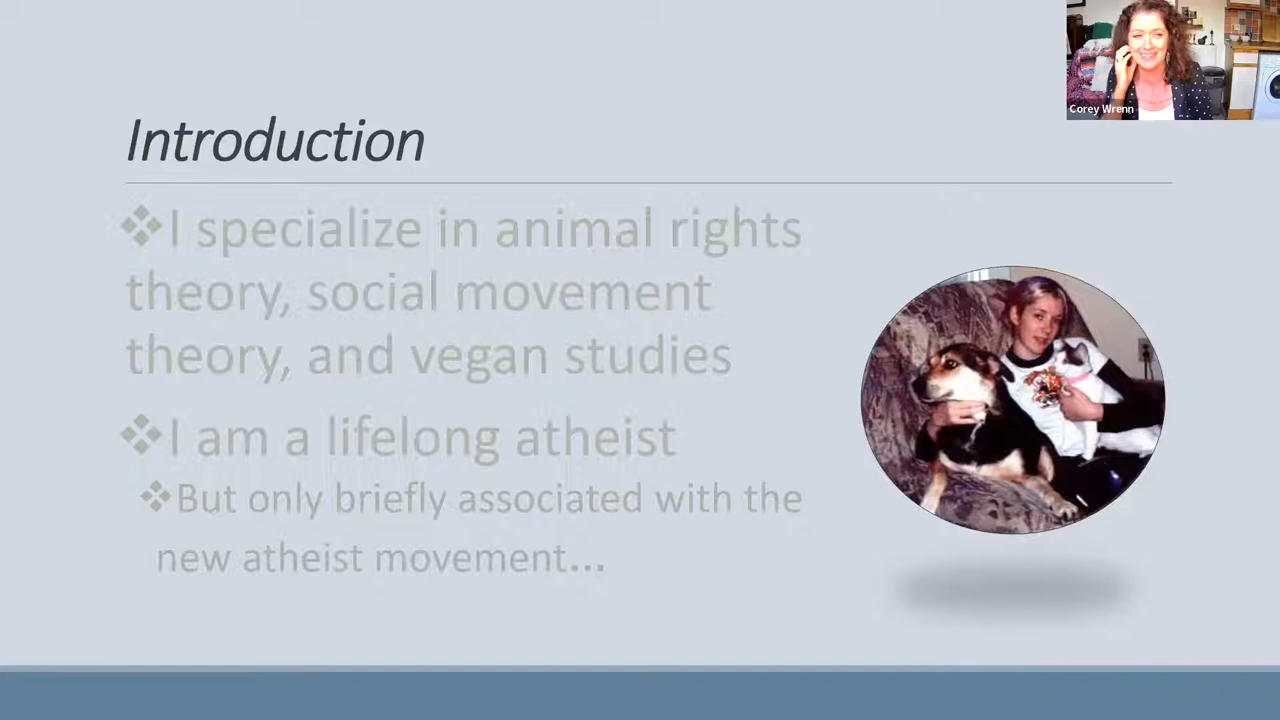 Corey Wrenn
Introduction
❖I specialize in animal rights
theory, social movement
theory, and vegan studies
❖I am a lifelong atheist
❖But only briefly associated with the
new atheist movement...